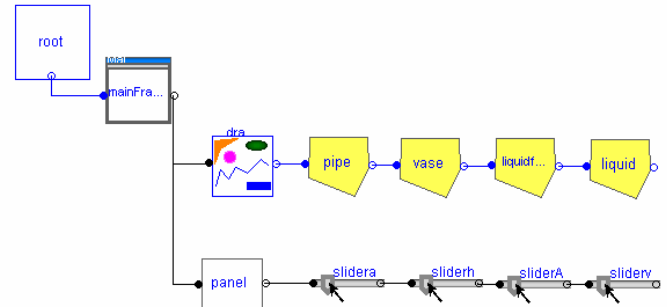 root
mainFra...
dra
pipe
vase
liquidf...
liquid
panel
slidera
sliderh
sliderA
sliderv